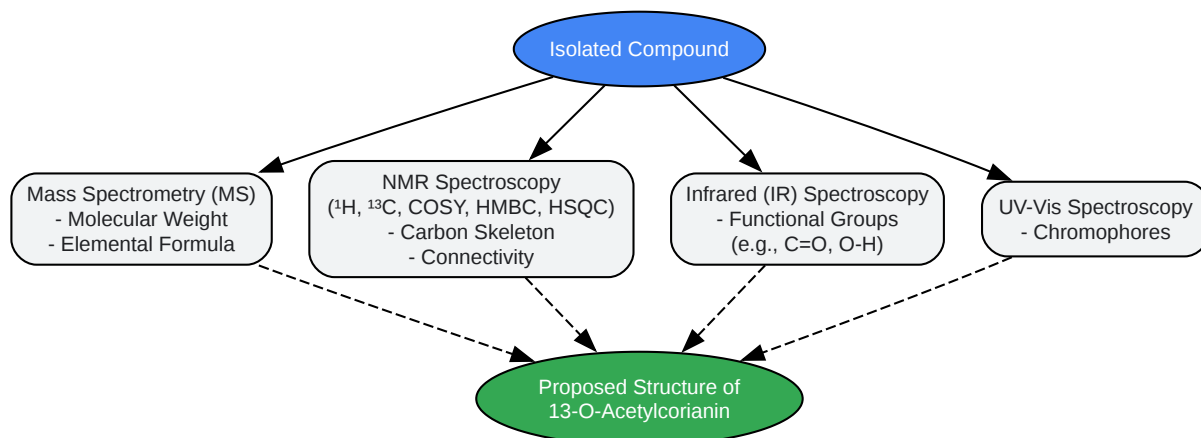 Isolated Compound
Mass Spectrometry (MS)
- Molecular Weight
- Elemental Formula
NMR Spectroscopy
(¹H, ¹³C, COSY, HMBC, HSQC)
- Carbon Skeleton
- Connectivity
Infrared (IR) Spectroscopy
- Functional Groups
(e.g., C=O, O-H)
UV-Vis Spectroscopy
- Chromophores
Proposed Structure of
13-O-Acetylcorianin